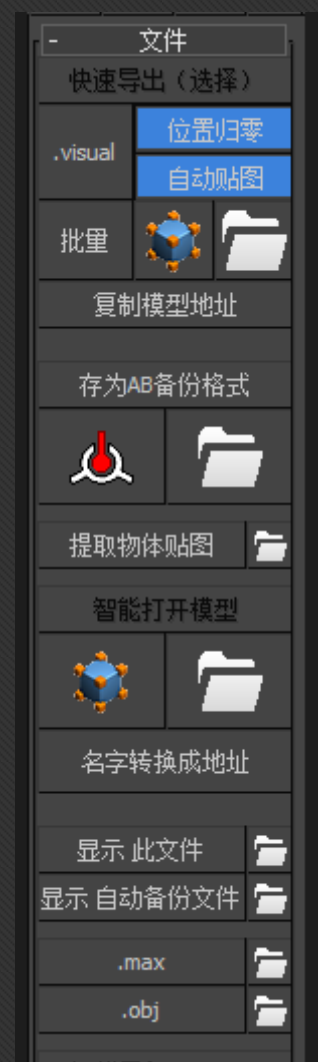 - 文件
快速导出（选择）
.visual
位置归零
自动贴图
批量
复制模型地址
存为AB备份格式
提取物体贴图
智能打开模型
名字转换成地址
显示 此文件
显示 自动备份文件
.max
.obj